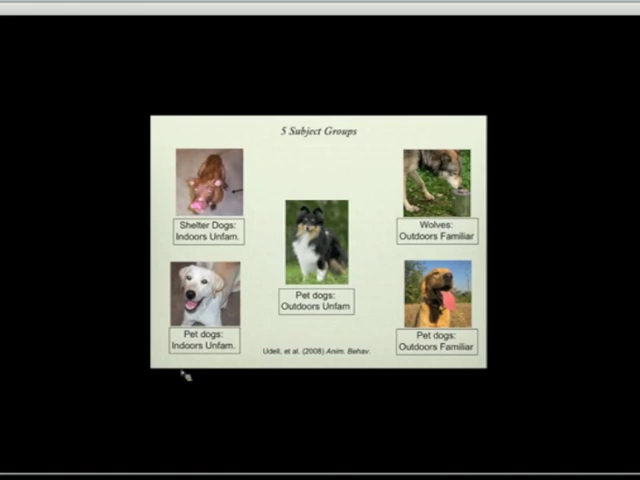 5 Subject Groups
Shelter Dogs:
Indoors Unfam.
Wolves:
Outdoors Familiar
Pet dogs:
Outdoors Unfam
Pet dogs:
Indoors Unfam.
Pet dogs:
Outdoors Familiar
Udell, et al. (2008) Anim. Behav.